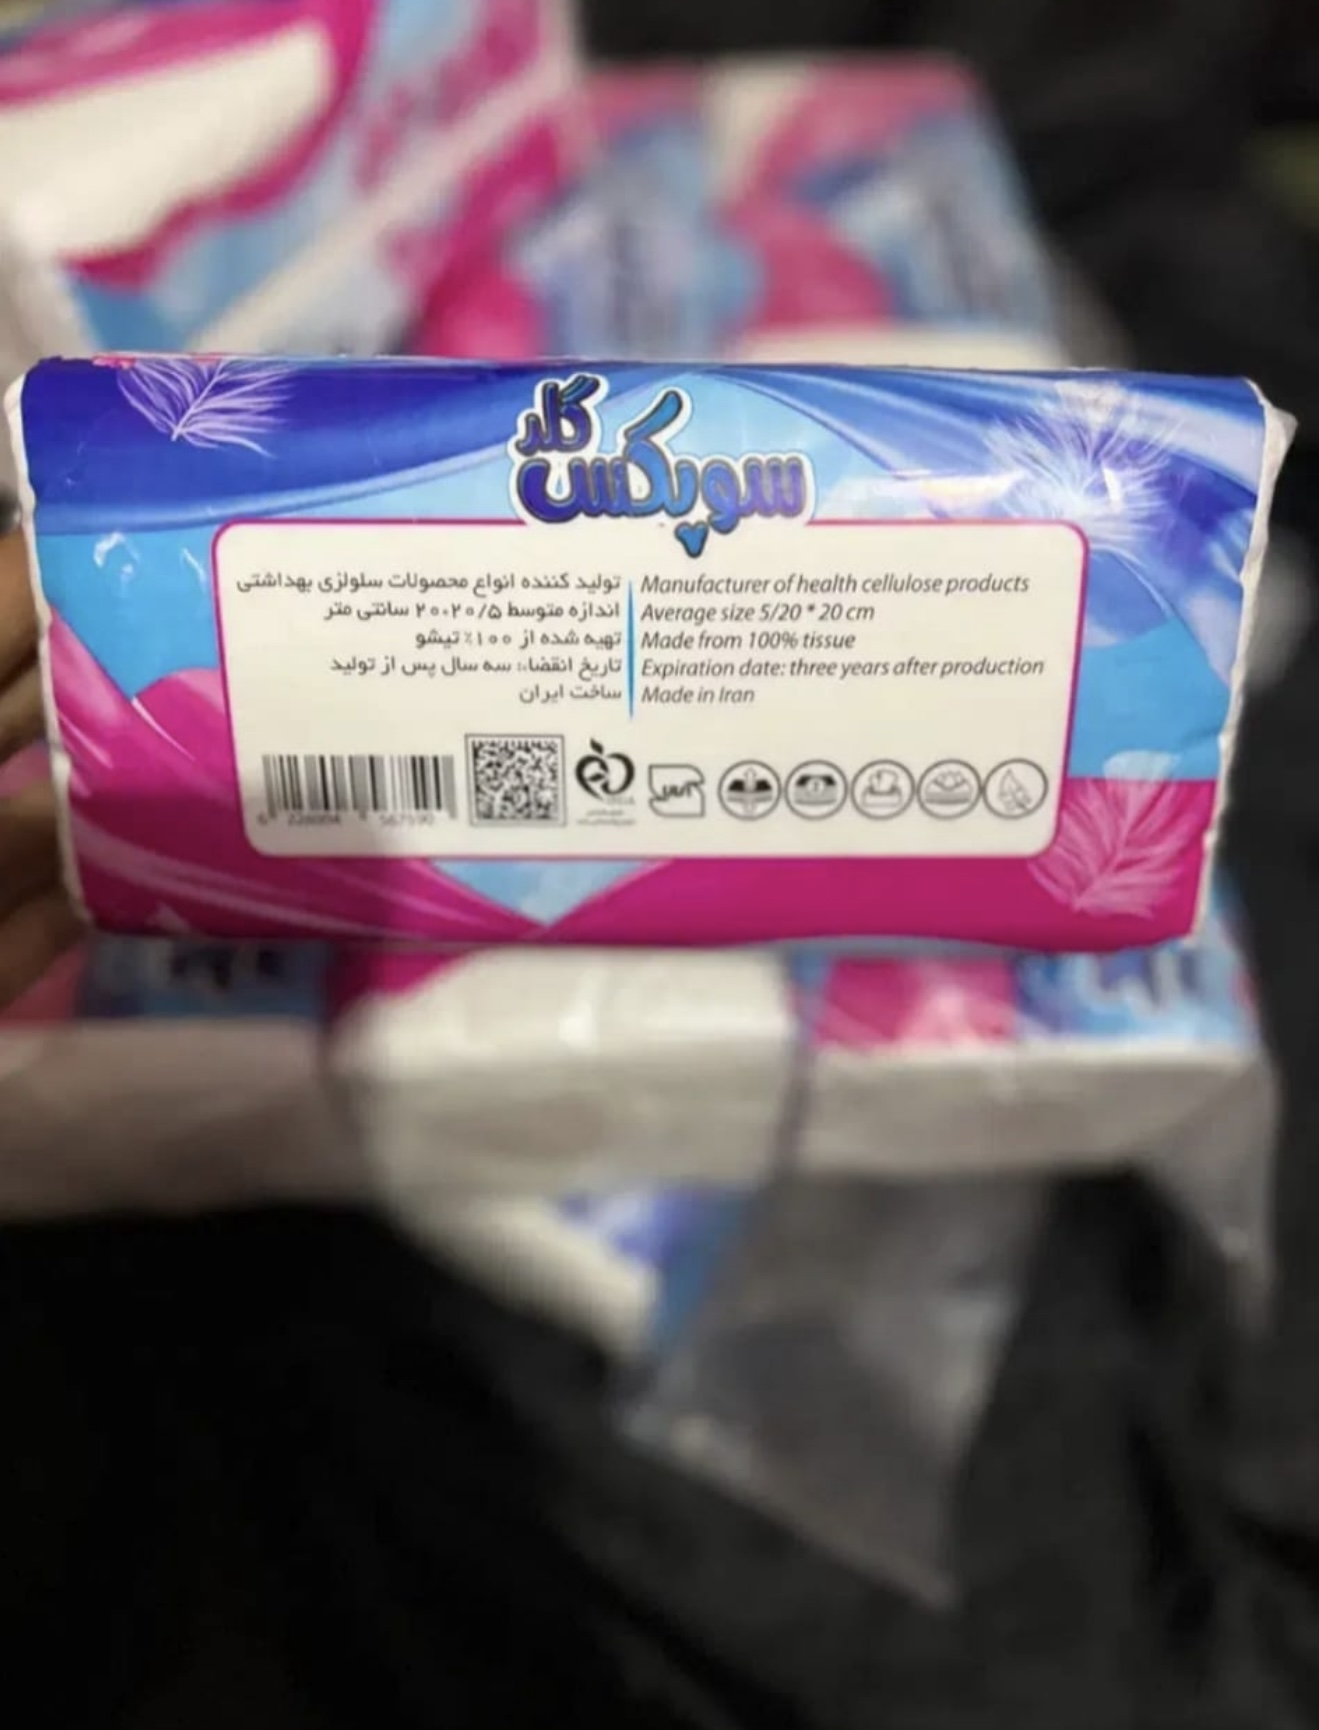 گلد
سوپکس
تولید کننده انواع محصولات سلولزی بهداشتی
اندازه متوسط ۲۰*۲۰/۵ سانتی متر
تهیه شده از ۱۰۰٪ تیشو
تاریخ انقضاء: سه سال پس از تولید
ساخت ایران
Manufacturer of health cellulose products
Average size 5/20 * 20 cm
Made from 100% tissue
Expiration date: three years after production
Made in Iran